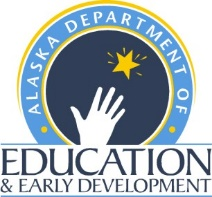 ALASKA DEPARTMENT OF
EDUCATION
& EARLY DEVELOPMENT